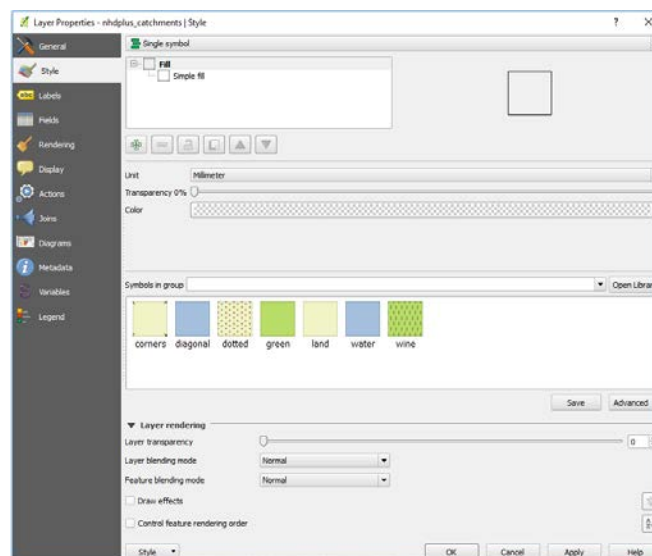 Layer Properties - nhdplus_catchments | Style
General
Style
Labels
Fields
Rendering
Display
Actions
Joins
Diagrams
Metadata
Variables
Legend
Single symbol
Fill
Simple fill
Unit
Millimeter
Transparency 0%
Color
Symbols in group
Open Librar
corners diagonal dotted green land water wine
Save
Advanced
Layer rendering
Layer transparency
0
Layer blending mode
Normal
Feature blending mode
Normal
Draw effects
Control feature rendering order
Style
OK
Cancel
Apply
Help